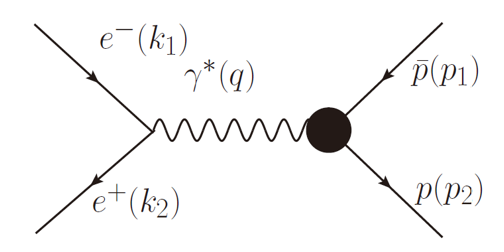 e⁻(k₁)
γ*(q)
p̄(p₁)
e⁺(k₂)
p(p₂)